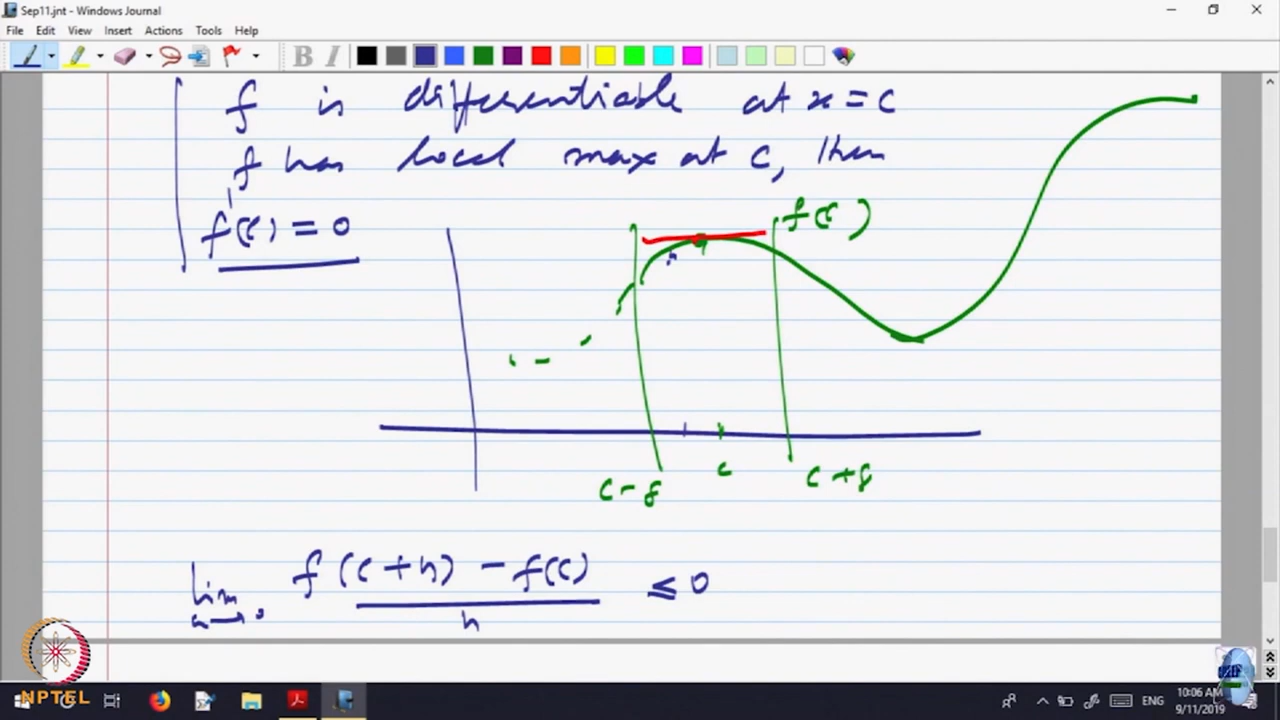 Sep11.jnt - Windows Journal
File Edit View Insert Actions Tools Help
B I
f is differentiable at x = c
f has local max at c, then
f'(c) = 0
f(c)
c - δ
c
c + δ
lim h→0 f(c+h) - f(c) / h ≤ 0
NPTEL
ENG
10:06 AM
9/11/2019